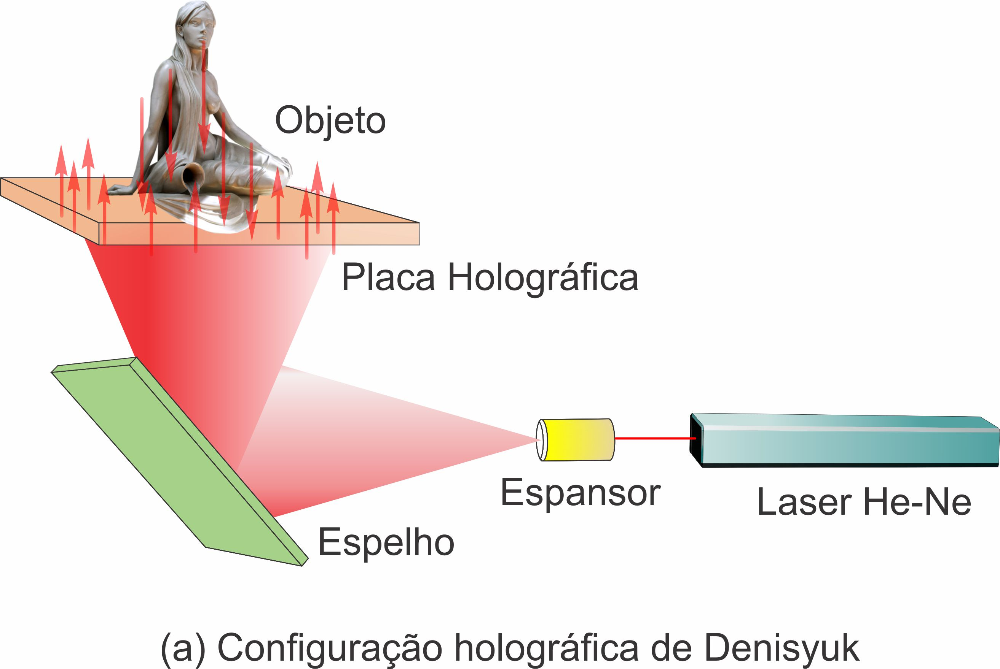 Objeto
Placa Holográfica
Espansor
Laser He-Ne
Espelho
(a) Configuração holográfica de Denisyuk